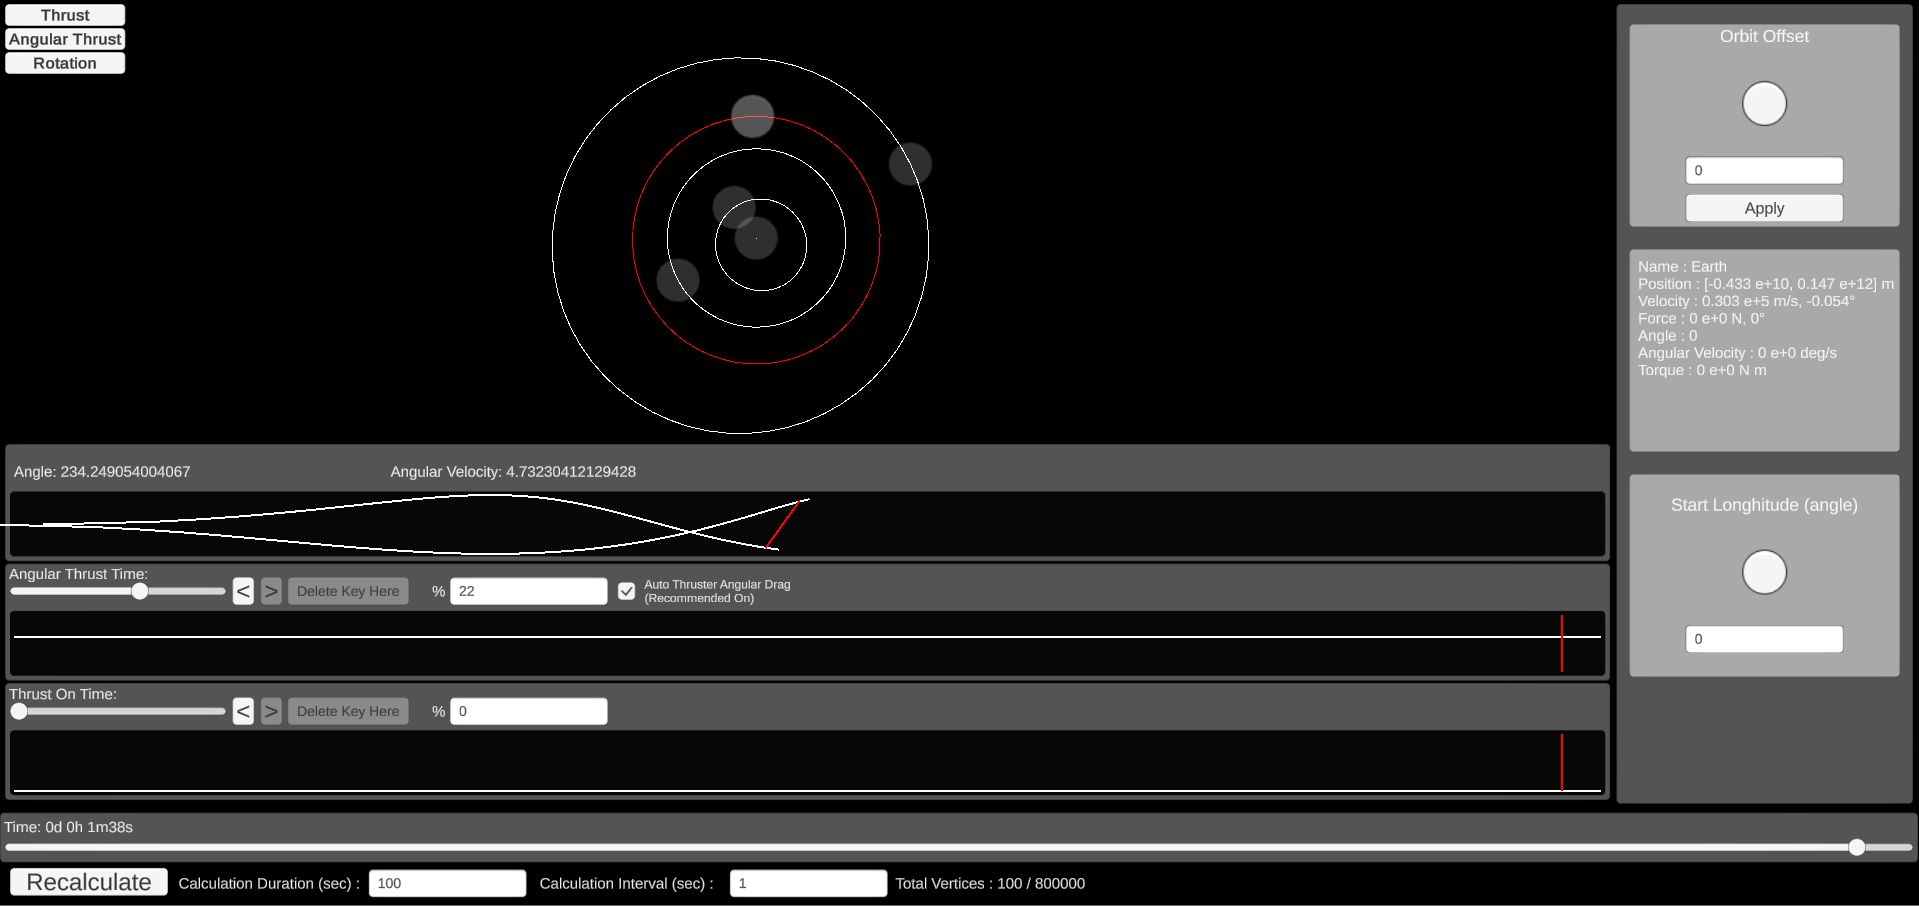 Thrust
Angular Thrust
Rotation
Orbit Offset
0
Apply
Name : Earth
Position : [-0.433 e+10, 0.147 e+12] m
Velocity : 0.303 e+5 m/s, -0.054°
Force : 0 e+0 N, 0°
Angle : 0
Angular Velocity : 0 e+0 deg/s
Torque : 0 e+0 N m
Start Longhitude (angle)
0
Angle: 234.249054004067 Angular Velocity: 4.73230412129428
Angular Thrust Time:
< > Delete Key Here % 22 Auto Thruster Angular Drag
(Recommended On)
Thrust On Time:
< > Delete Key Here % 0
Time: 0d 0h 1m38s
Recalculate Calculation Duration (sec) : 100 Calculation Interval (sec) : 1 Total Vertices : 100 / 800000